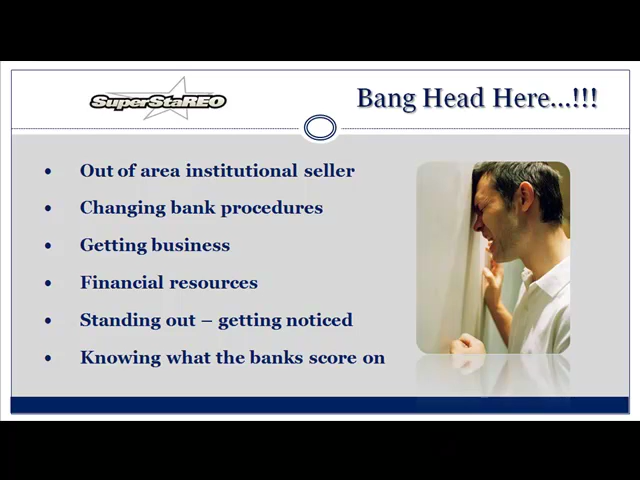 SuperStaREO
Bang Head Here...!!!
• Out of area institutional seller
• Changing bank procedures
• Getting business
• Financial resources
• Standing out – getting noticed
• Knowing what the banks score on